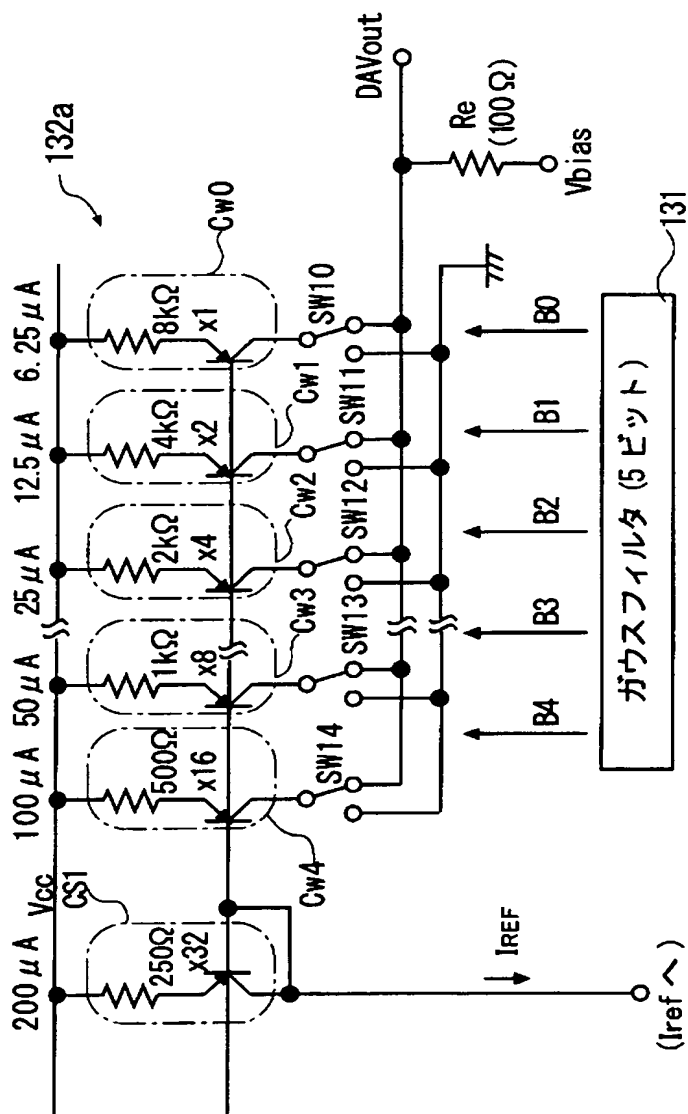 132a
200μA
Vcc
100μA
50μA
25μA
12.5μA
6.25μA
CS1
250Ω
x32
500Ω
x16
1kΩ
x8
2kΩ
x4
4kΩ
x2
8kΩ
x1
Cw4
Cw3
Cw2
Cw1
Cw0
SW14
SW13
SW12
SW11
SW10
DAVout
Re
(100Ω)
Vbias
IREF
(Irefへ)
B4
B3
B2
B1
B0
ガウスフィルタ(5ビット)
131